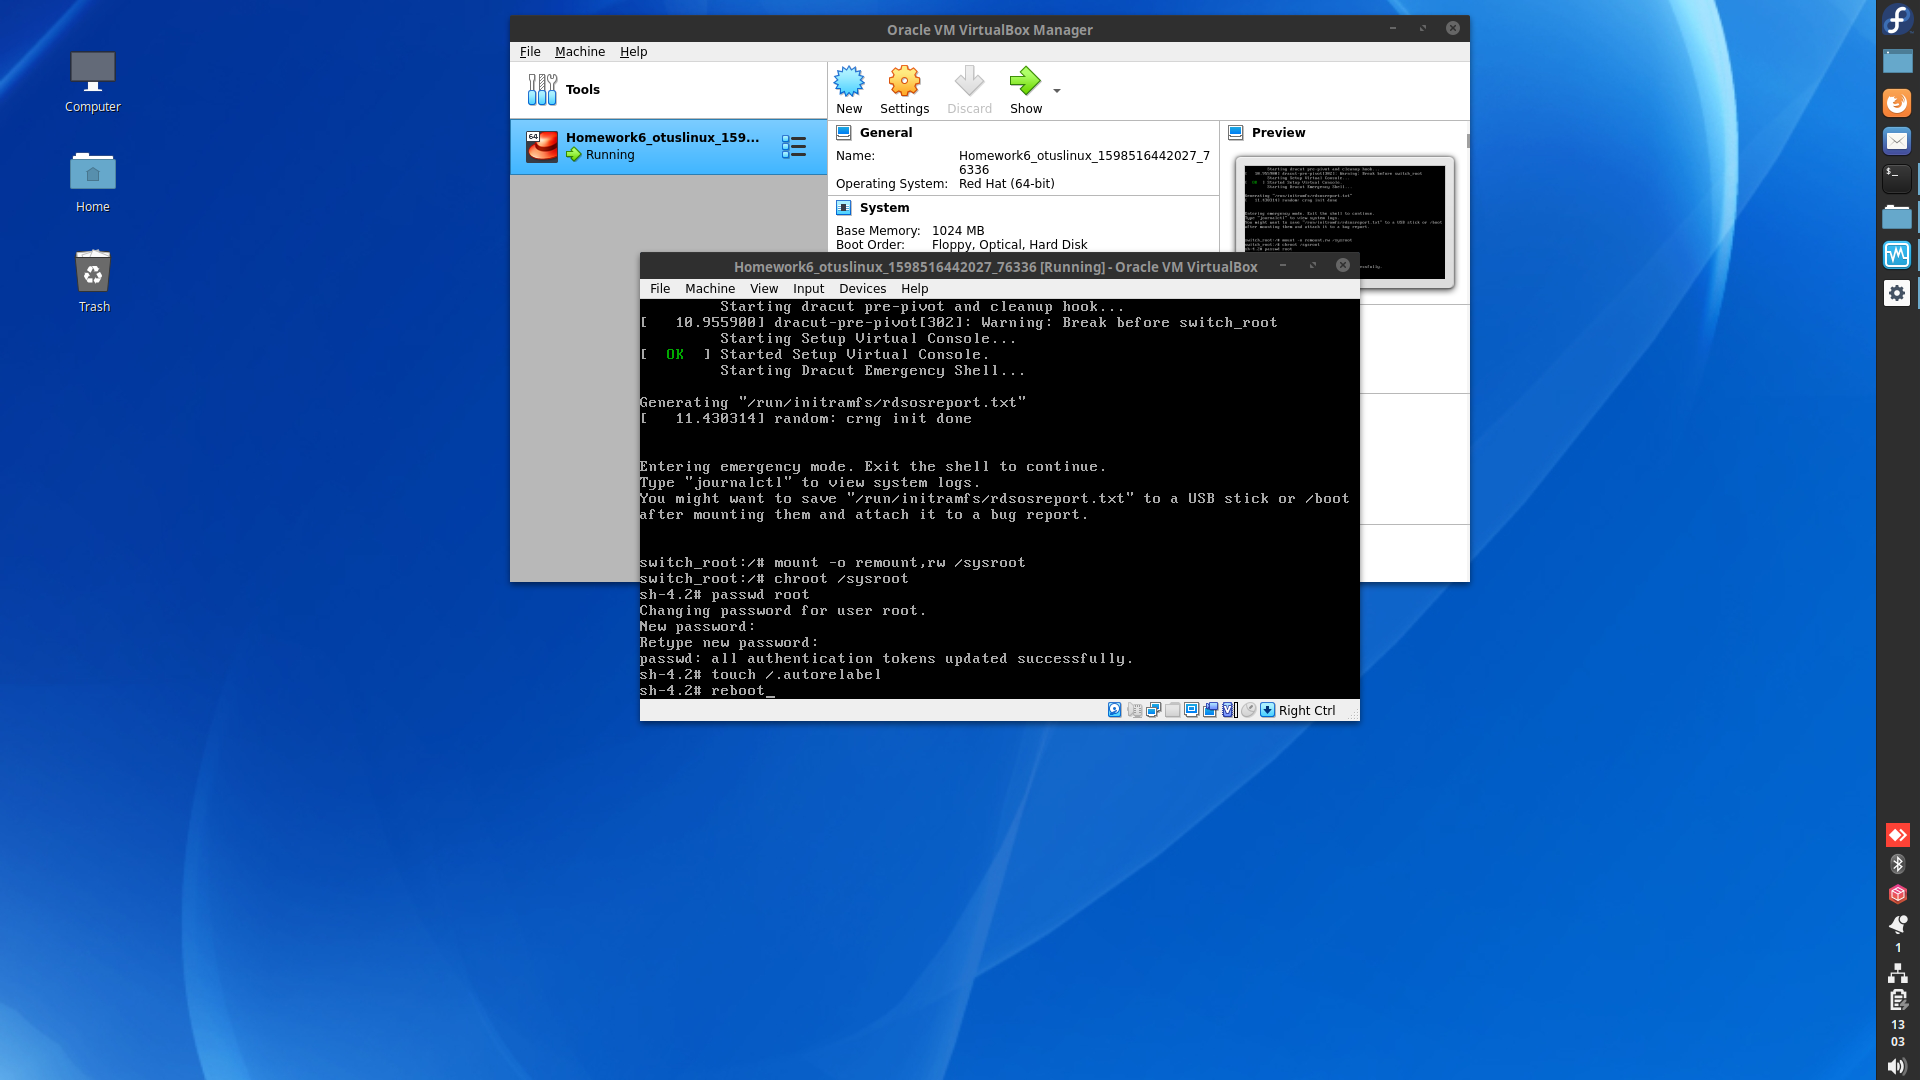 Computer
Home
Trash
Oracle VM VirtualBox Manager
File Machine Help
Tools
New Settings Discard Show
64
Homework6_otuslinux_159...
Running
General
Name: Homework6_otuslinux_1598516442027_7
6336
Operating System: Red Hat (64-bit)
System
Base Memory: 1024 MB
Boot Order: Floppy, Optical, Hard Disk
Preview
Homework6_otuslinux_1598516442027_76336 [Running] - Oracle VM VirtualBox
File Machine View Input Devices Help
Starting dracut pre-pivot and cleanup hook...
[   10.955900] dracut-pre-pivot[302]: Warning: Break before switch_root
Starting Setup Virtual Console...
[  OK  ] Started Setup Virtual Console.
Starting Dracut Emergency Shell...
Generating "/run/initramfs/rdsosreport.txt"
[   11.430314] random: crng init done
Entering emergency mode. Exit the shell to continue.
Type "journalctl" to view system logs.
You might want to save "/run/initramfs/rdsosreport.txt" to a USB stick or /boot
after mounting them and attach it to a bug report.
switch_root:/# mount -o remount,rw /sysroot
switch_root:/# chroot /sysroot
sh-4.2# passwd root
Changing password for user root.
New password:
Retype new password:
passwd: all authentication tokens updated successfully.
sh-4.2# touch /.autorelabel
sh-4.2# reboot_
Right Ctrl
1
13
03